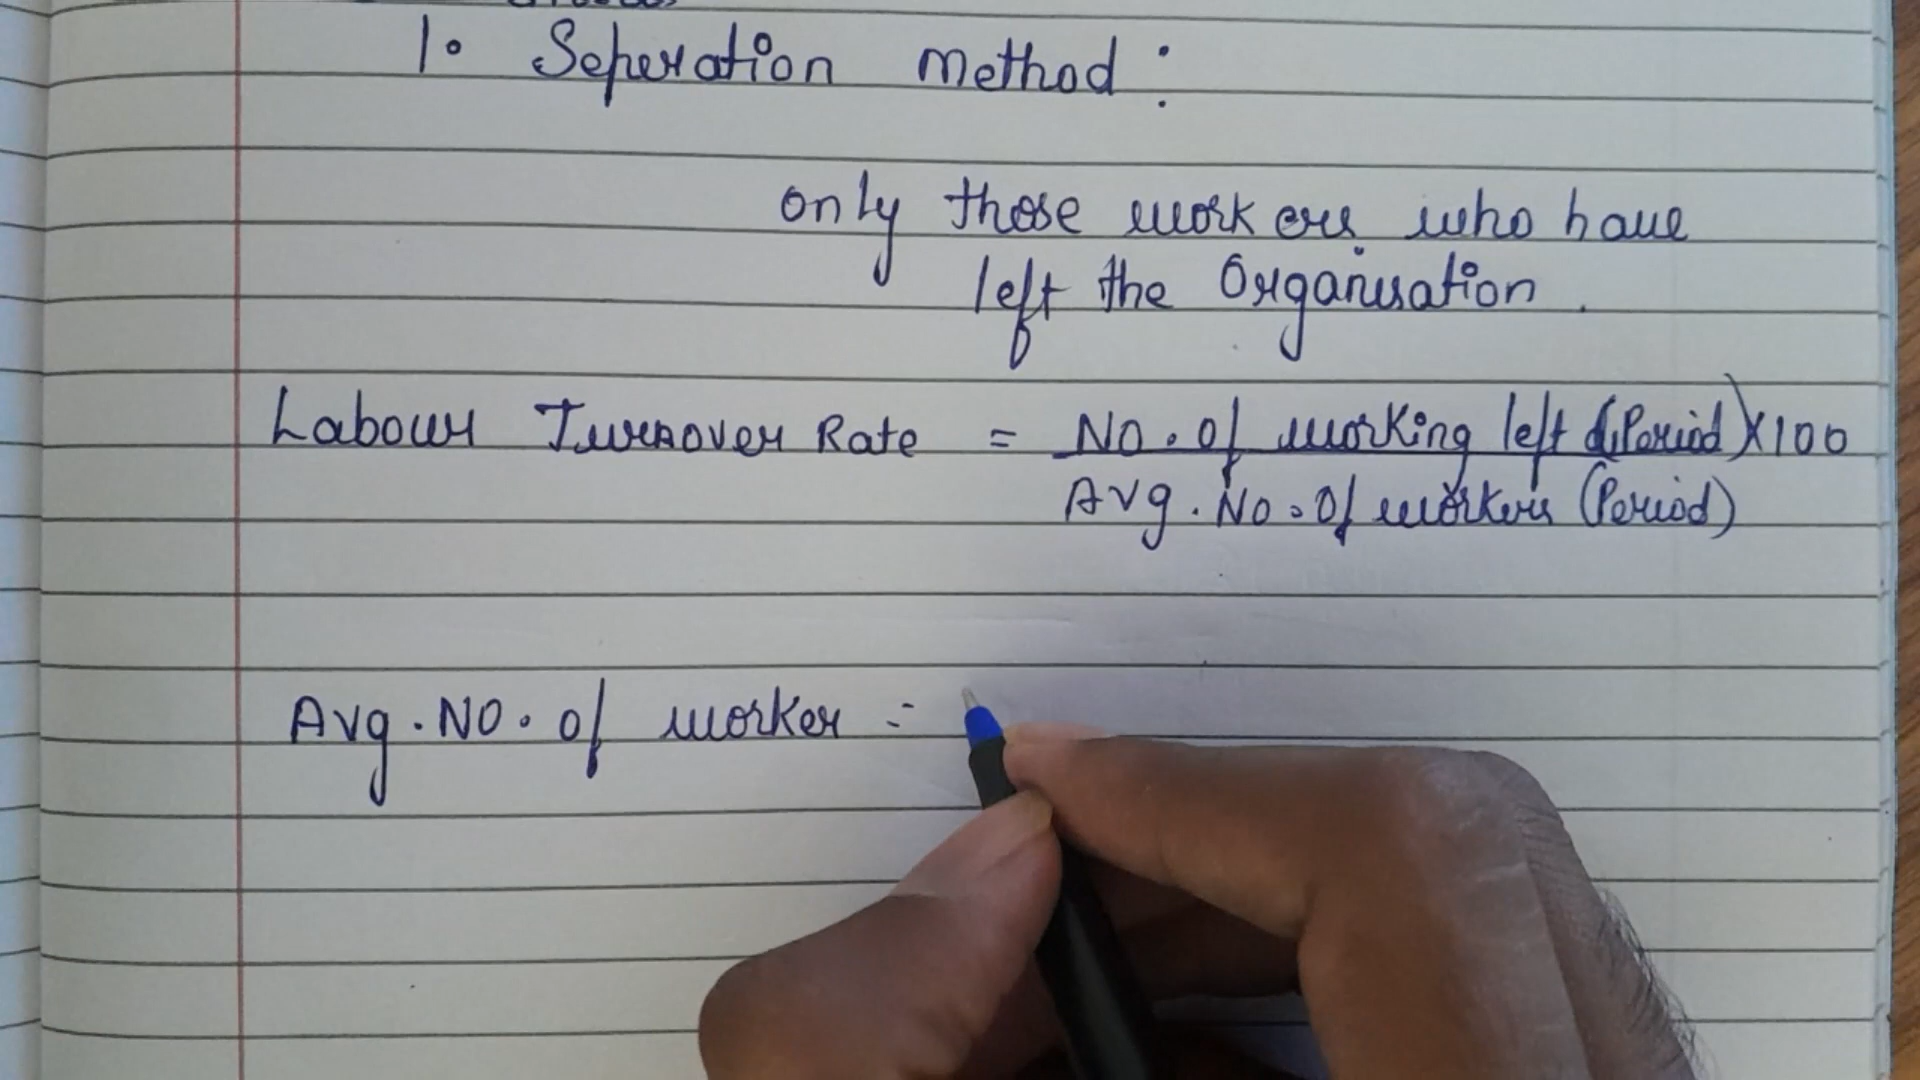 1. Seperation method :
only those workers who have
left the Organisation.
Labour Turnover Rate = No. of working left (Period) X100
Avg. No. of workers (Period)
Avg. NO. of worker =